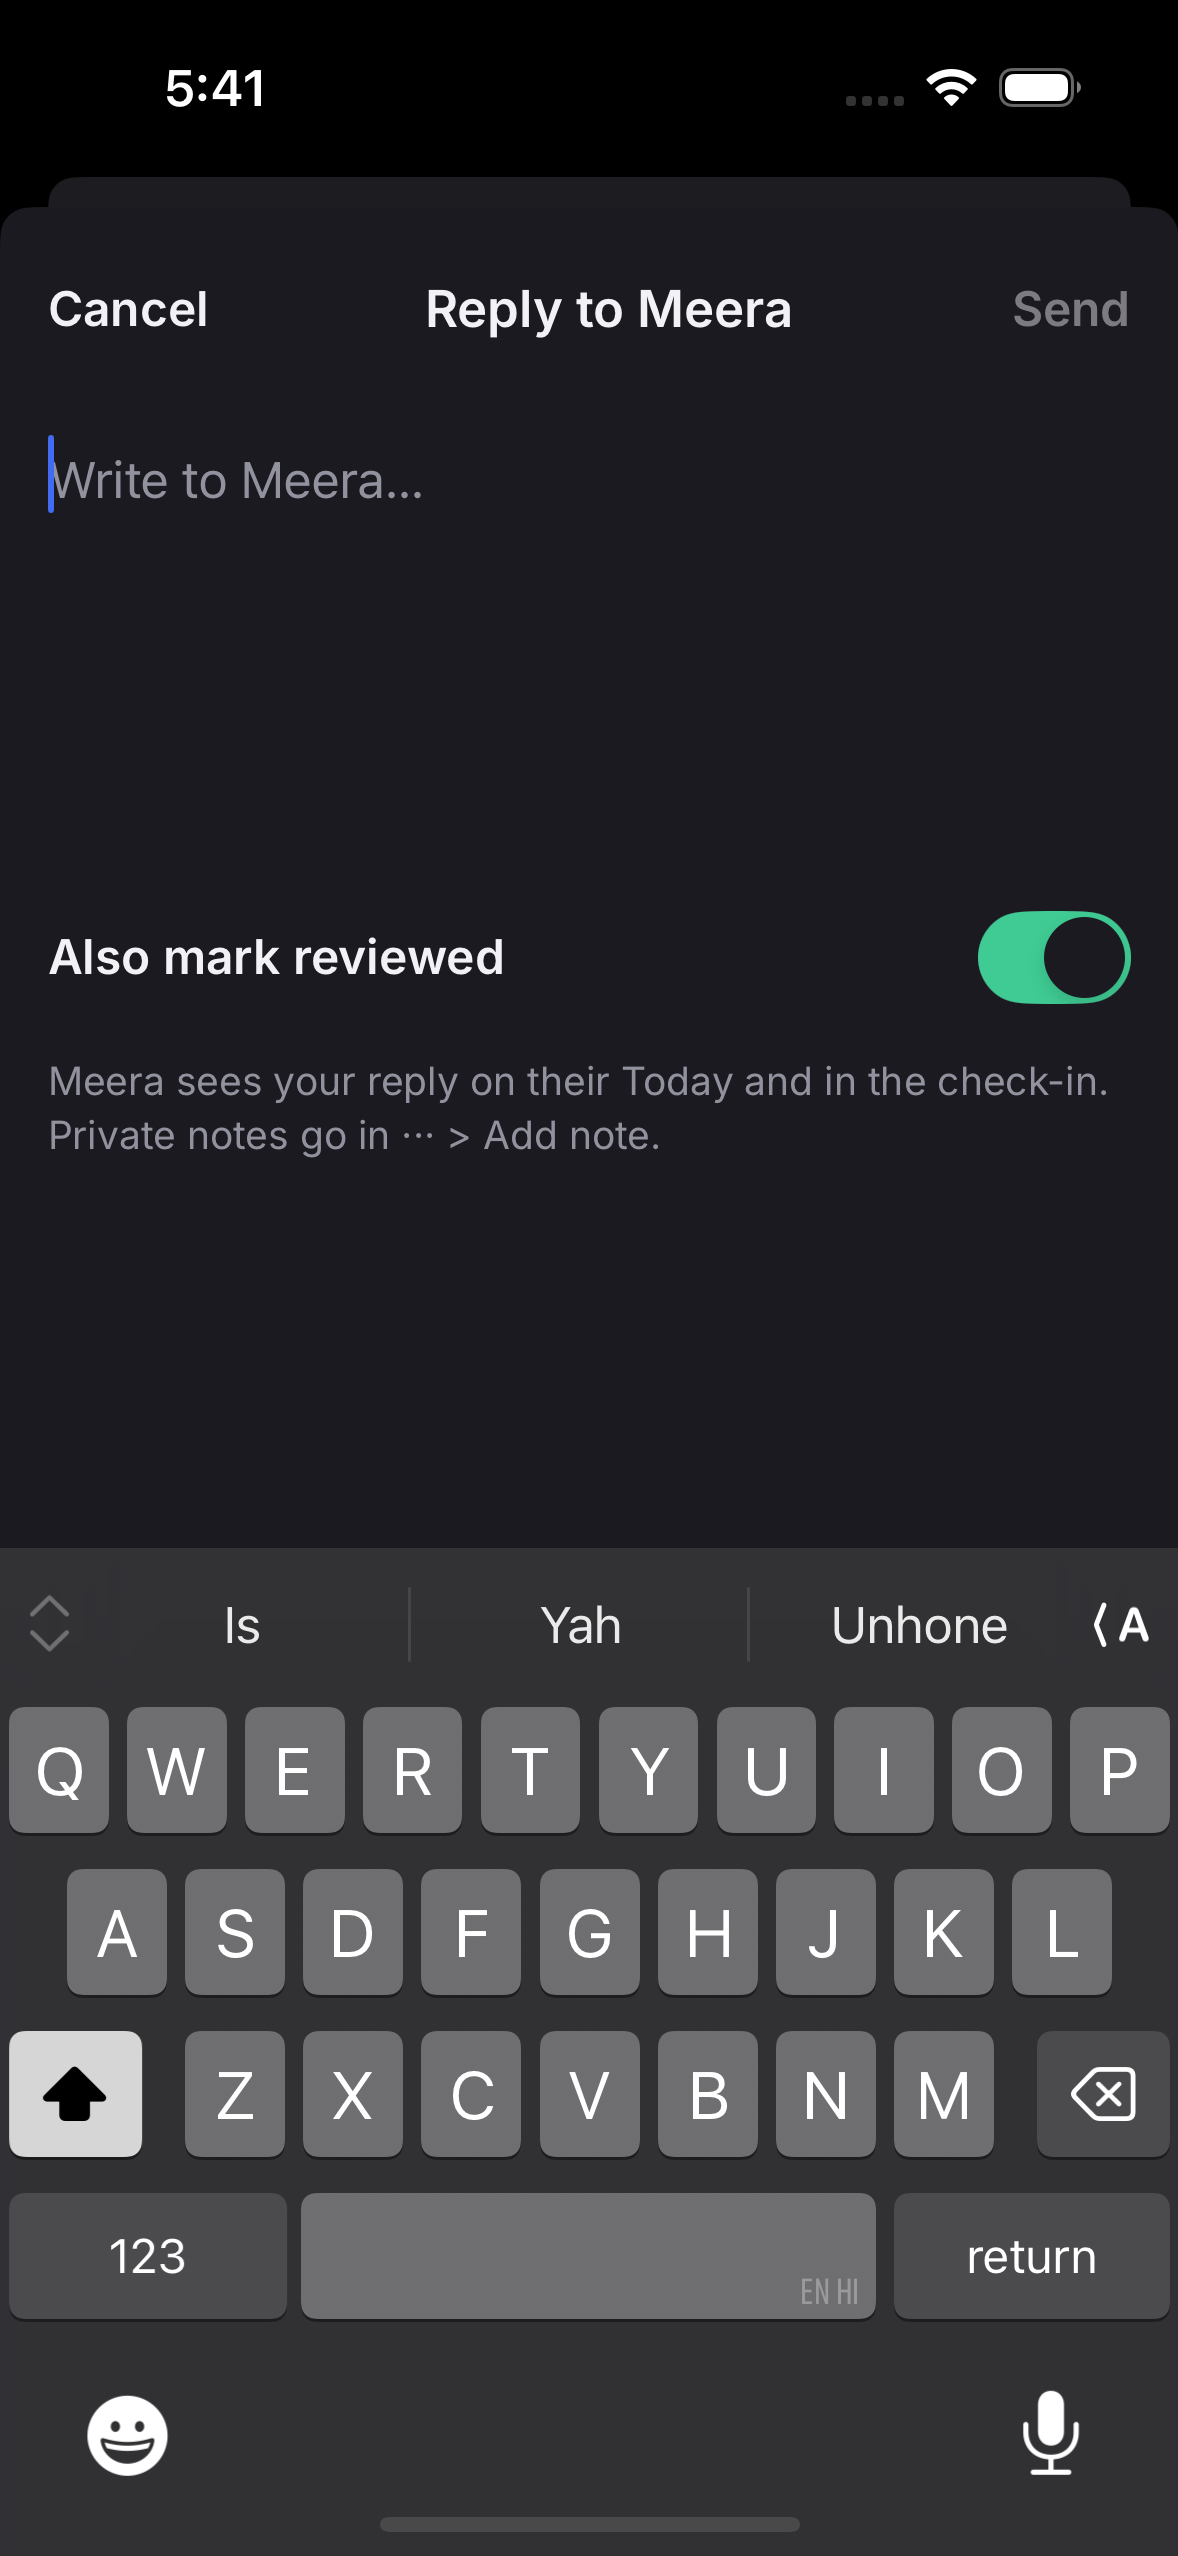 5:41
Cancel Reply to Meera Send
Write to Meera...
Also mark reviewed
Meera sees your reply on their Today and in the check-in.
Private notes go in ··· > Add note.
Is Yah Unhone A
Q W E R T Y U I O P
A S D F G H J K L
Z X C V B N M
123 EN HI return